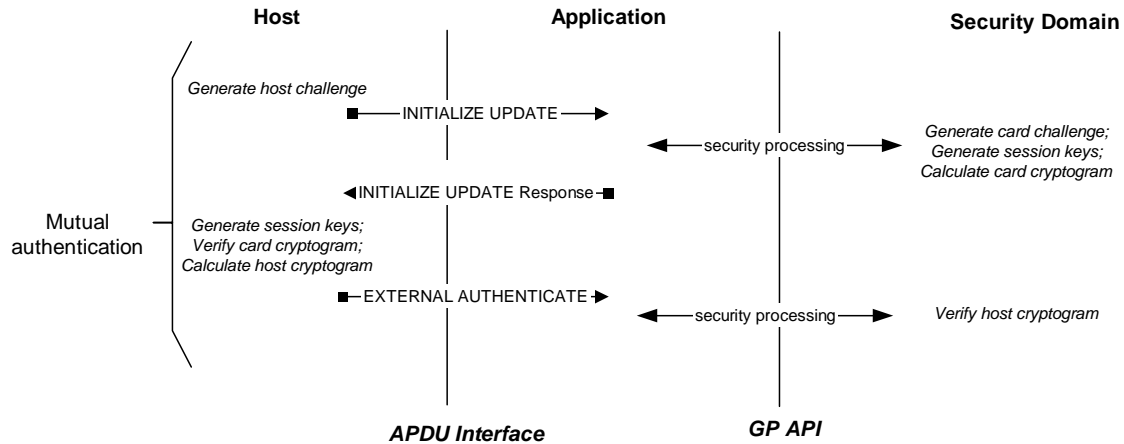 Host
Application
Security Domain
Generate host challenge
INITIALIZE UPDATE
security processing
Generate card challenge;
Generate session keys;
Calculate card cryptogram
INITIALIZE UPDATE Response
Mutual
authentication
Generate session keys;
Verify card cryptogram;
Calculate host cryptogram
EXTERNAL AUTHENTICATE
security processing
Verify host cryptogram
APDU Interface
GP API